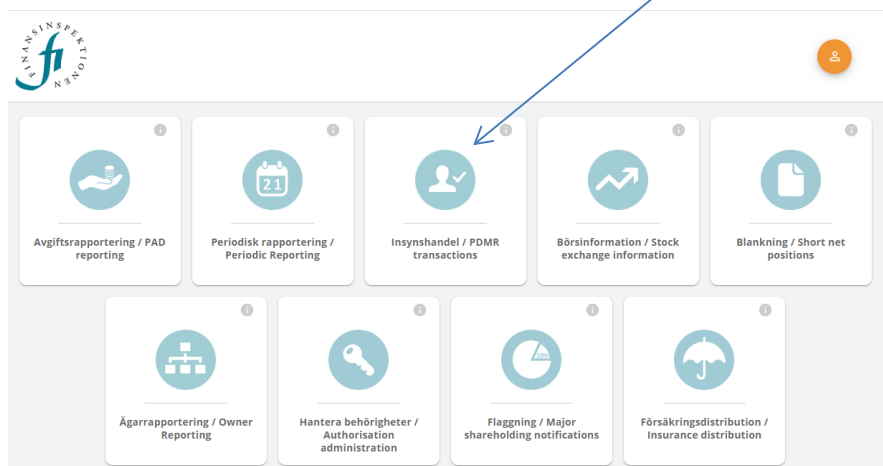 FINANSINSPEKTIONEN
fi
21
Avgiftsrapportering / PAD
reporting
Periodisk rapportering /
Periodic Reporting
Insynshandel / PDMR
transactions
Börsinformation / Stock
exchange information
Blankning / Short net
positions
10%
Ägarrapportering / Owner
Reporting
Hantera behörigheter /
Authorisation
administration
Flaggning / Major
shareholding notifications
Försäkringsdistribution /
Insurance distribution